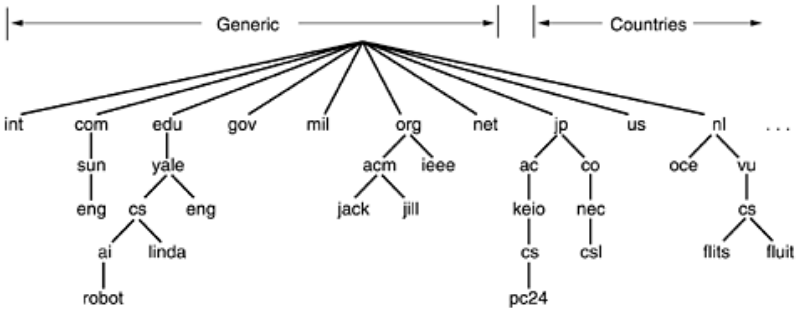 Generic Countries
int com edu gov mil org net jp us nl ...
sun yale acm ieee ac co oce vu
eng cs eng jack jill keio nec cs
ai linda cs csl flits fluit
robot pc24